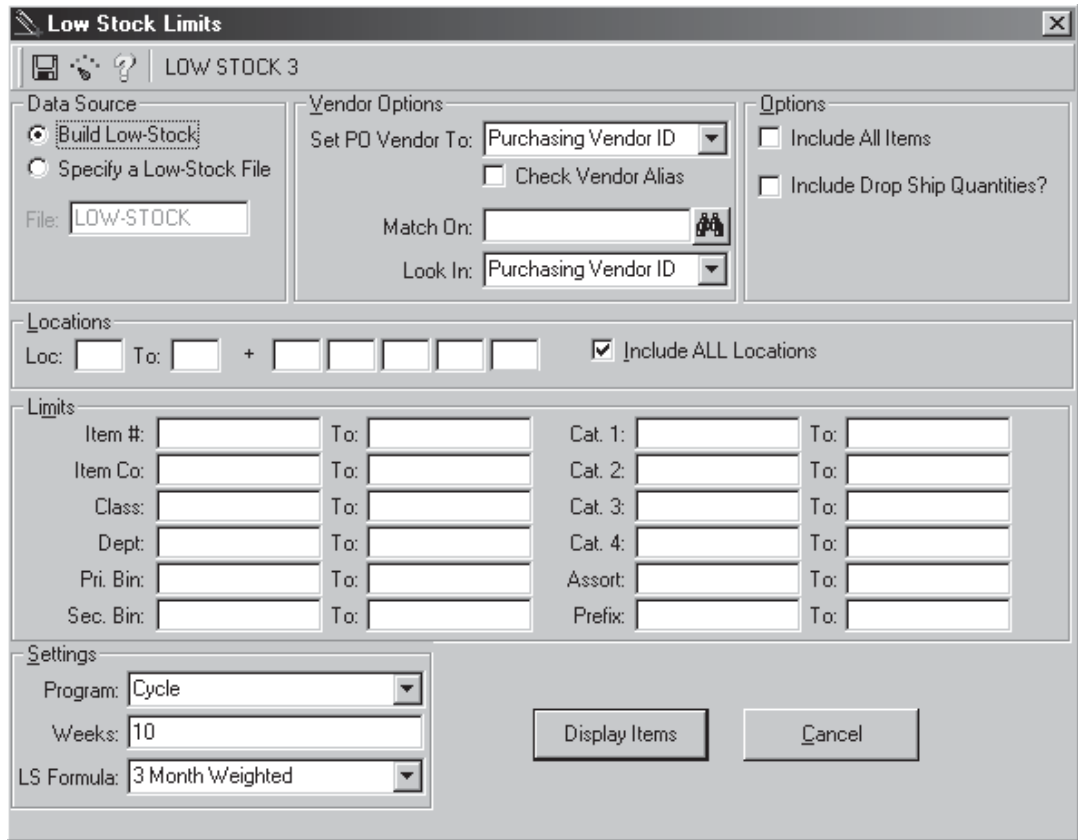 Low Stock Limits
LOW STOCK 3
Data Source
Build Low-Stock
Specify a Low-Stock File
File: LOW-STOCK
Vendor Options
Set PO Vendor To: Purchasing Vendor ID
Check Vendor Alias
Match On:
Look In: Purchasing Vendor ID
Options
Include All Items
Include Drop Ship Quantities?
Locations
Loc: To: + Include ALL Locations
Limits
Item #: To: Cat. 1: To:
Item Co: To: Cat. 2: To:
Class: To: Cat. 3: To:
Dept: To: Cat. 4: To:
Pri. Bin: To: Assort: To:
Sec. Bin: To: Prefix: To:
Settings
Program: Cycle
Weeks: 10
LS Formula: 3 Month Weighted
Display Items
Cancel